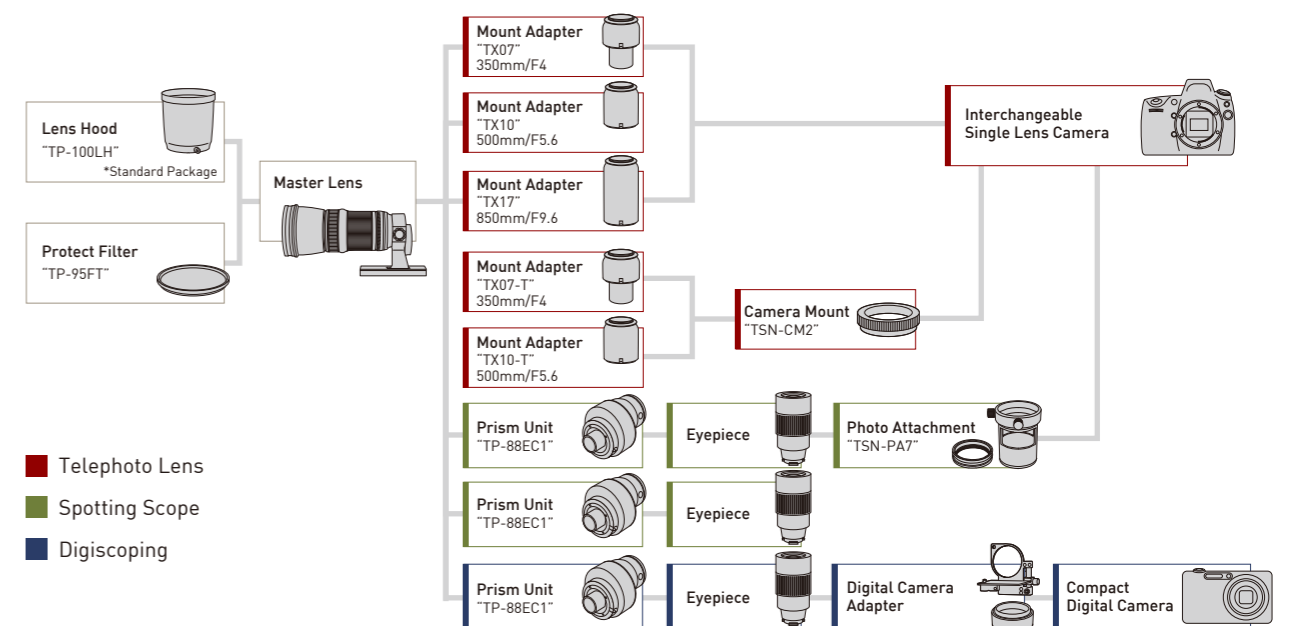 Lens Hood
"TP-100LH"
*Standard Package
Protect Filter
"TP-95FT"
Master Lens
Mount Adapter
"TX07"
350mm/F4
Mount Adapter
"TX10"
500mm/F5.6
Mount Adapter
"TX17"
850mm/F9.6
Mount Adapter
"TX07-T"
350mm/F4
Mount Adapter
"TX10-T"
500mm/F5.6
Camera Mount
"TSN-CM2"
Interchangeable
Single Lens Camera
Prism Unit
"TP-88EC1"
Eyepiece
Photo Attachment
"TSN-PA7"
Prism Unit
"TP-88EC1"
Eyepiece
Prism Unit
"TP-88EC1"
Eyepiece
Digital Camera
Adapter
Compact
Digital Camera
Telephoto Lens
Spotting Scope
Digiscoping